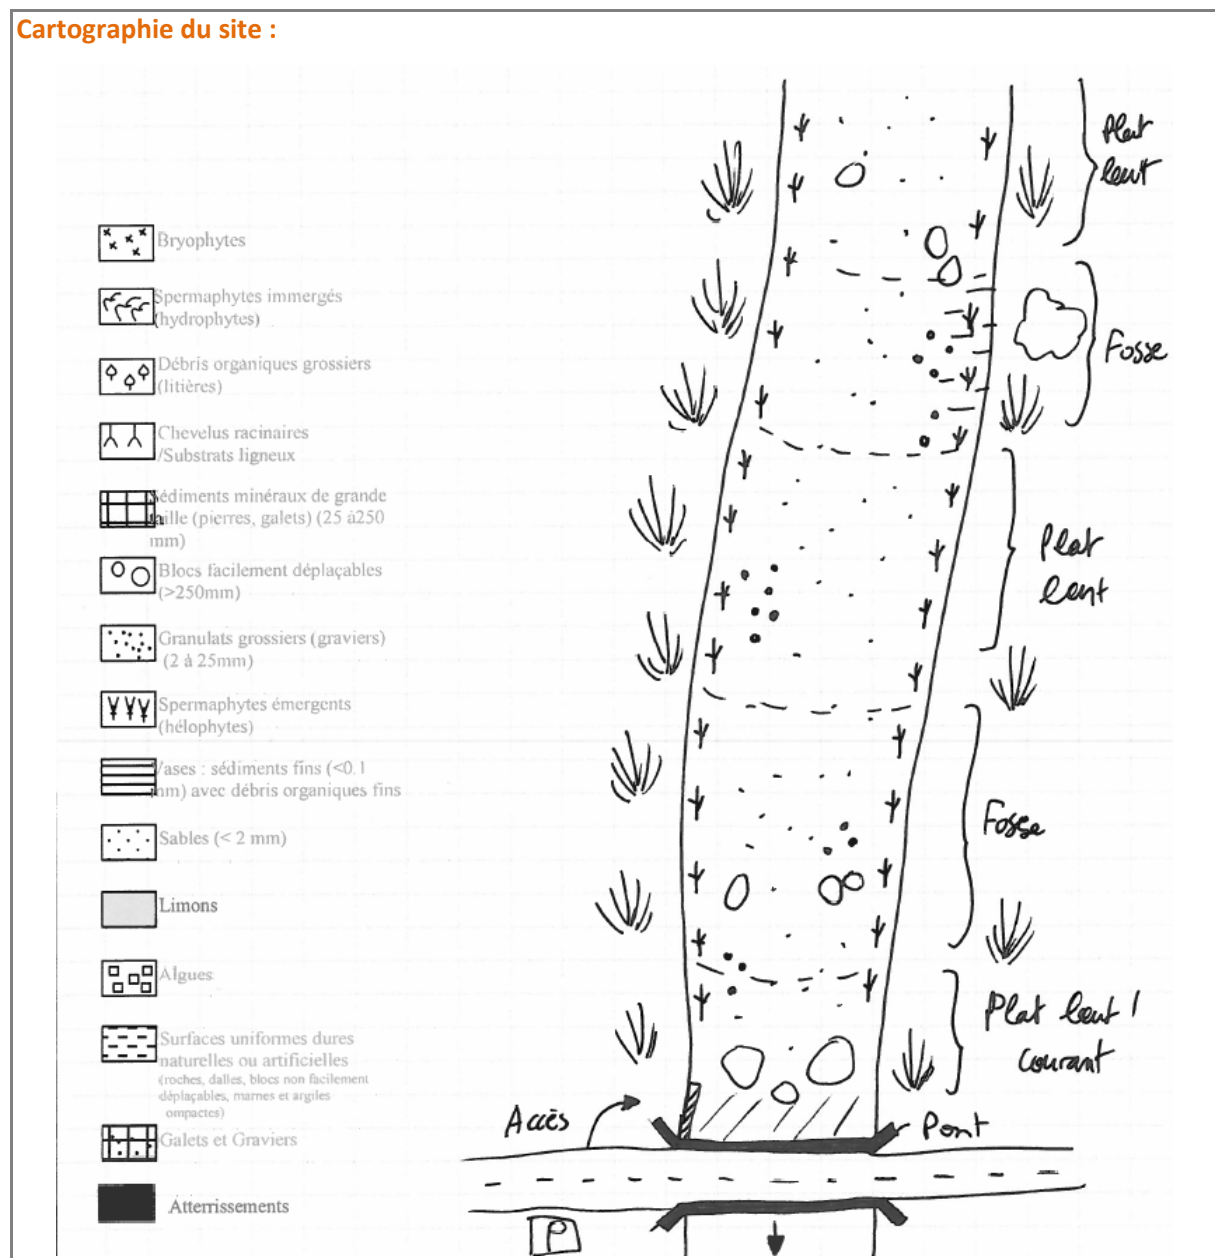 Cartographie du site :
Bryophytes
Spermaphytes immergés
(hydrophytes)
Débris organiques grossiers
(litières)
Chevelus racinaires
/Substrats ligneux
sédiments minéraux de grande
aille (pierres, galets) (25 à250
mm)
Blocs facilement déplaçables
(>250mm)
Granulats grossiers (graviers)
(2 à 25mm)
Spermaphytes émergents
(hélophytes)
Vases : sédiments fins (<0.1
mm) avec débris organiques fins
Sables (< 2 mm)
Limons
Algues
Surfaces uniformes dures
naturelles ou artificielles
(roches, dalles, blocs non facilement
déplaçables, marnes et argiles
ompactes)
Galets et Graviers
Atterrissements
Plat
lent
Fosse
Plat
lent
Fosse
Plat lent /
courant
Accès
Pont
P